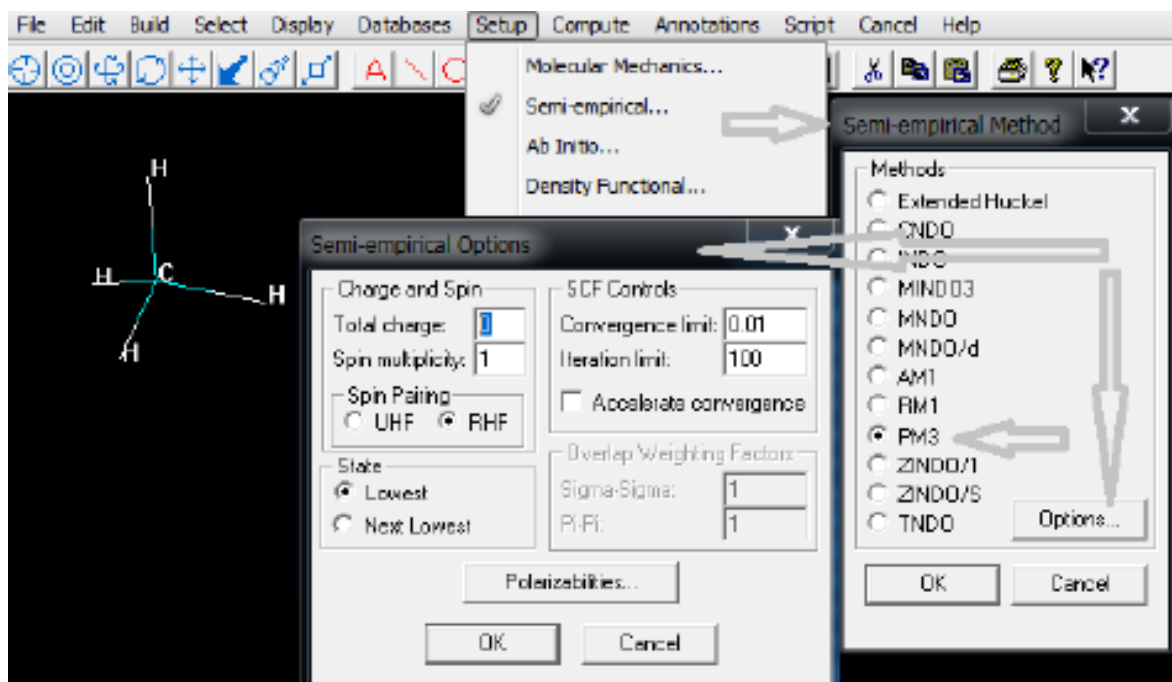 File Edit Build Select Display Databases Setup Compute Annotations Script Cancel Help
Molecular Mechanics...
Semi-empirical...
Ab Initio...
Density Functional...
Semi-empirical Method
Methods
Extended Huckel
CNDO
INDO
MINDO3
MNDO
MNDO/d
AM1
RM1
PM3
ZINDO/1
ZINDO/S
TNDO
Options...
OK Cancel
Semi-empirical Options
Charge and Spin
Total charge: 0
Spin multiplicity: 1
Spin Pairing
UHF RHF
State
Lowest
Next Lowest
SCF Controls
Convergence limit: 0.01
Iteration limit: 100
Accelerate convergence
Overlap Weighting Factors
Sigma-Sigma: 1
Pi-Pi: 1
Polarizabilities...
OK Cancel
H
H C H
H